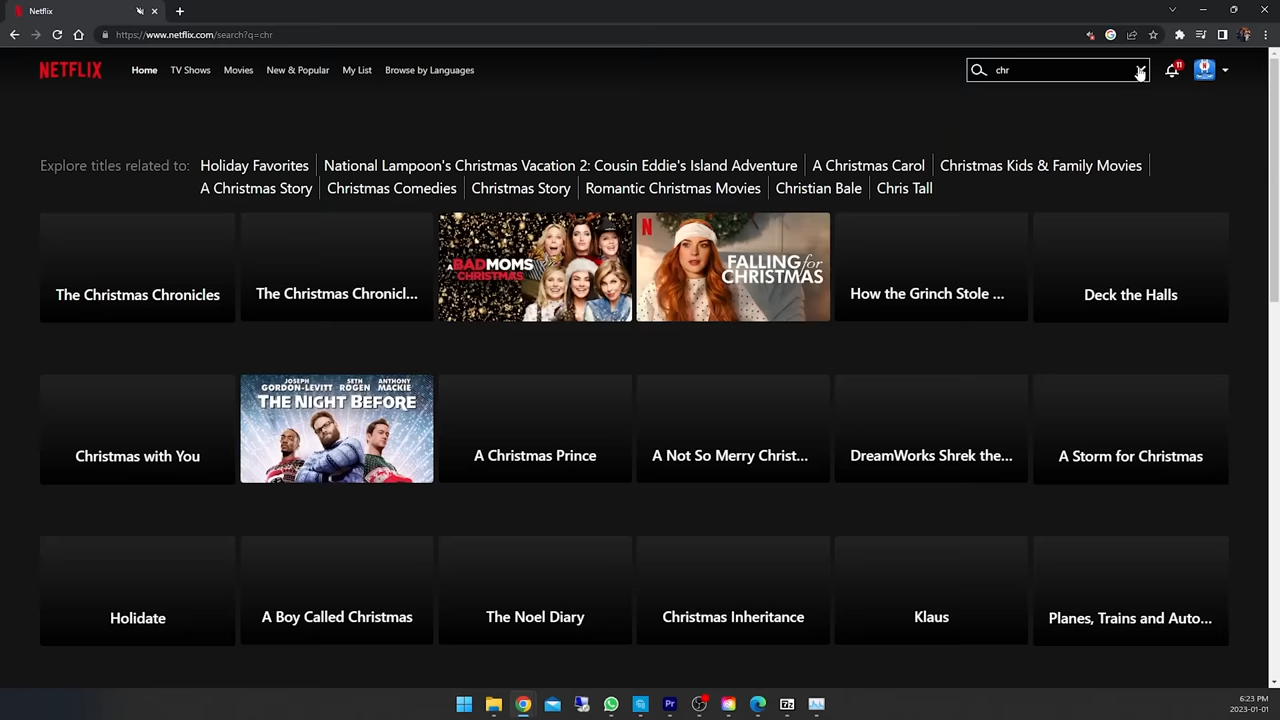 Netflix
https://www.netflix.com/search?q=chr
NETFLIX
Home
TV Shows
Movies
New & Popular
My List
Browse by Languages
chr
11
Explore titles related to:
Holiday Favorites
National Lampoon's Christmas Vacation 2: Cousin Eddie's Island Adventure
A Christmas Carol
Christmas Kids & Family Movies
A Christmas Story
Christmas Comedies
Christmas Story
Romantic Christmas Movies
Christian Bale
Chris Tall
The Christmas Chronicles
The Christmas Chronicl...
A BAD MOMS
CHRISTMAS
N
FALLING for
CHRISTMAS
How the Grinch Stole ...
Deck the Halls
Christmas with You
JOSEPH GORDON-LEVITT
SETH ROGEN
ANTHONY MACKIE
THE NIGHT BEFORE
A Christmas Prince
A Not So Merry Christ...
DreamWorks Shrek the...
A Storm for Christmas
Holidate
A Boy Called Christmas
The Noel Diary
Christmas Inheritance
Klaus
Planes, Trains and Auto...
Pr
7z
6:23 PM
2023-01-01